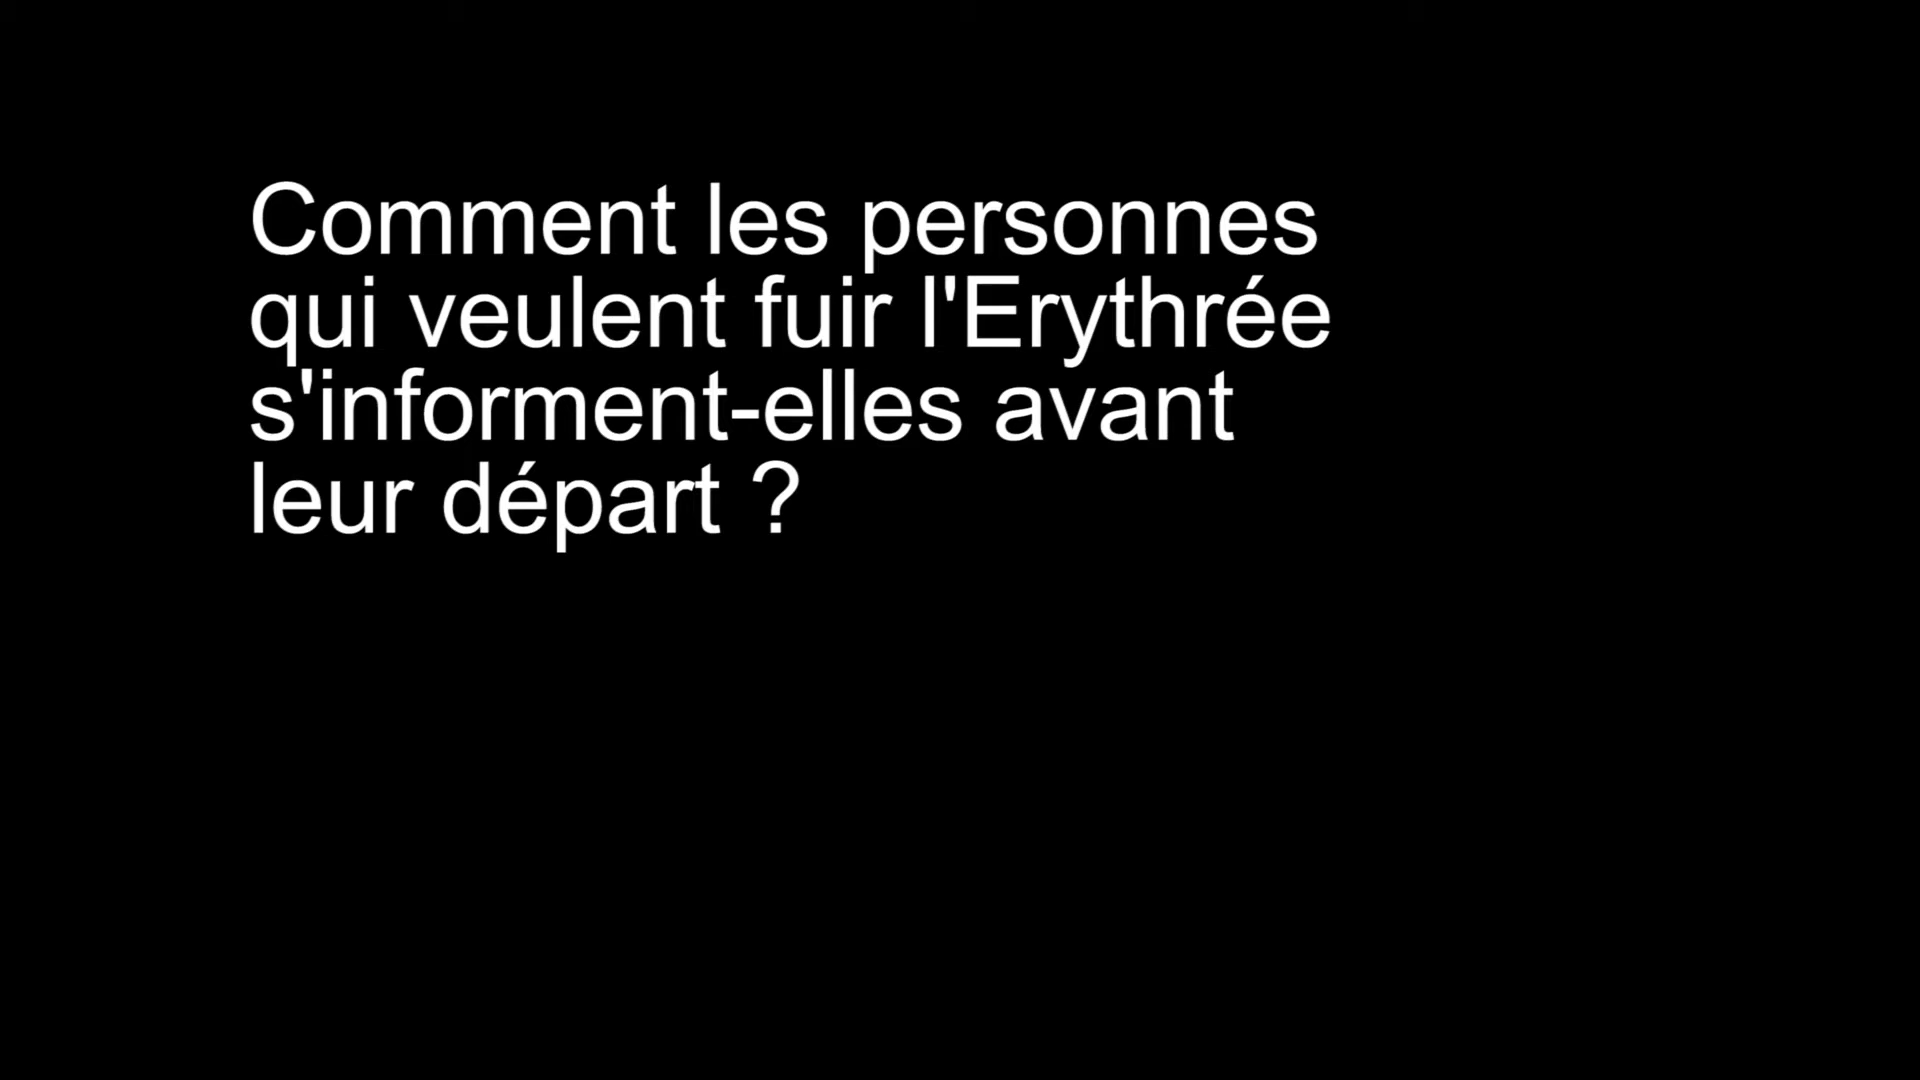 Comment les personnes
qui veulent fuir l'Erythrée
s'informent-elles avant
leur départ ?